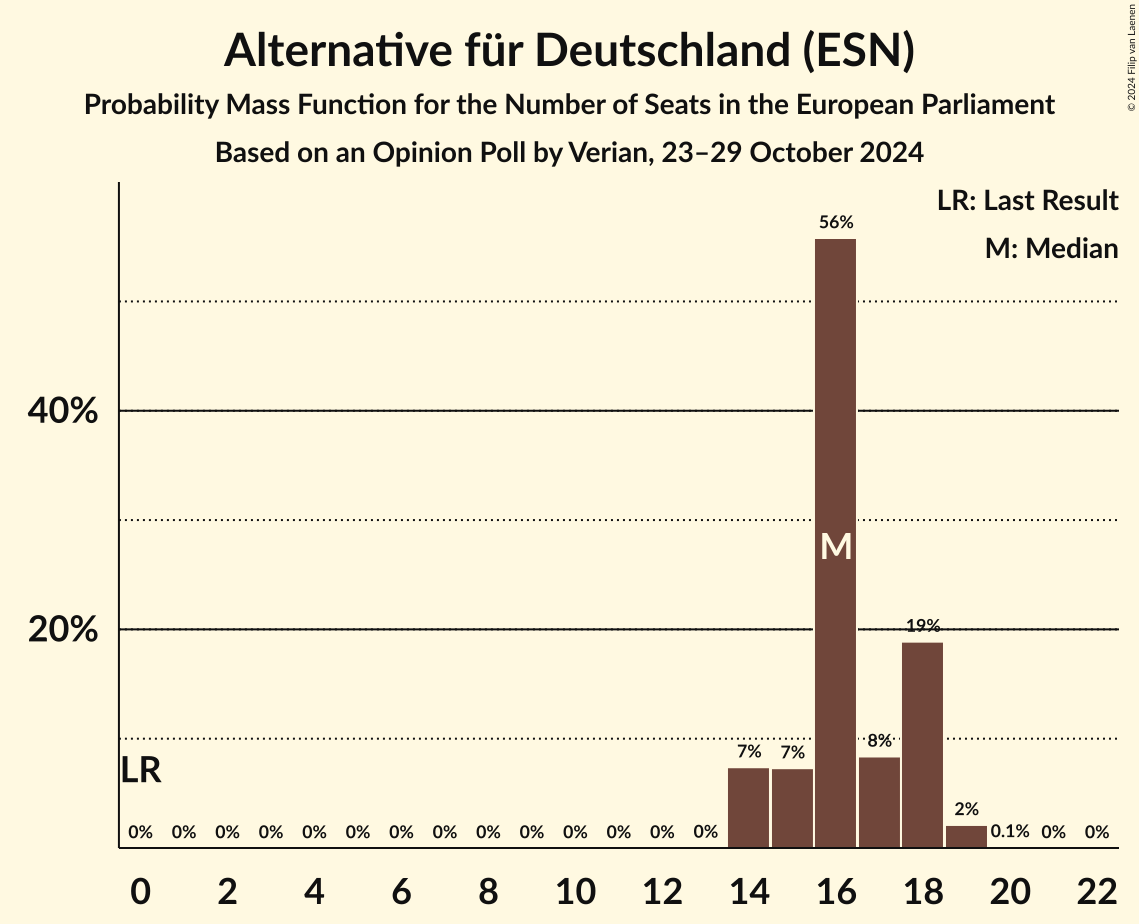 Alternative für Deutschland (ESN)
Probability Mass Function for the Number of Seats in the European Parliament
Based on an Opinion Poll by Verian, 23–29 October 2024
© 2024 Filip van Laenen
LR: Last Result
M: Median
56%
40%
M
20%
19%
7% 7% 8%
LR
2%
0% 0% 0% 0% 0% 0% 0% 0% 0% 0% 0% 0% 0% 0% 0.1% 0% 0%
0 2 4 6 8 10 12 14 16 18 20 22